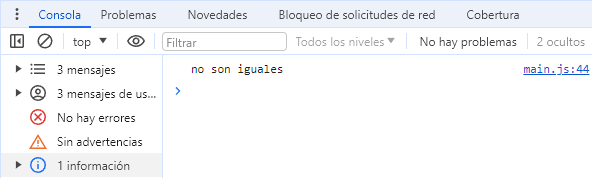 Consola Problemas Novedades Bloqueo de solicitudes de red Cobertura
top Filtrar Todos los niveles No hay problemas 2 ocultos
3 mensajes
no son iguales main.js:44
3 mensajes de us...
No hay errores
Sin advertencias
1 información